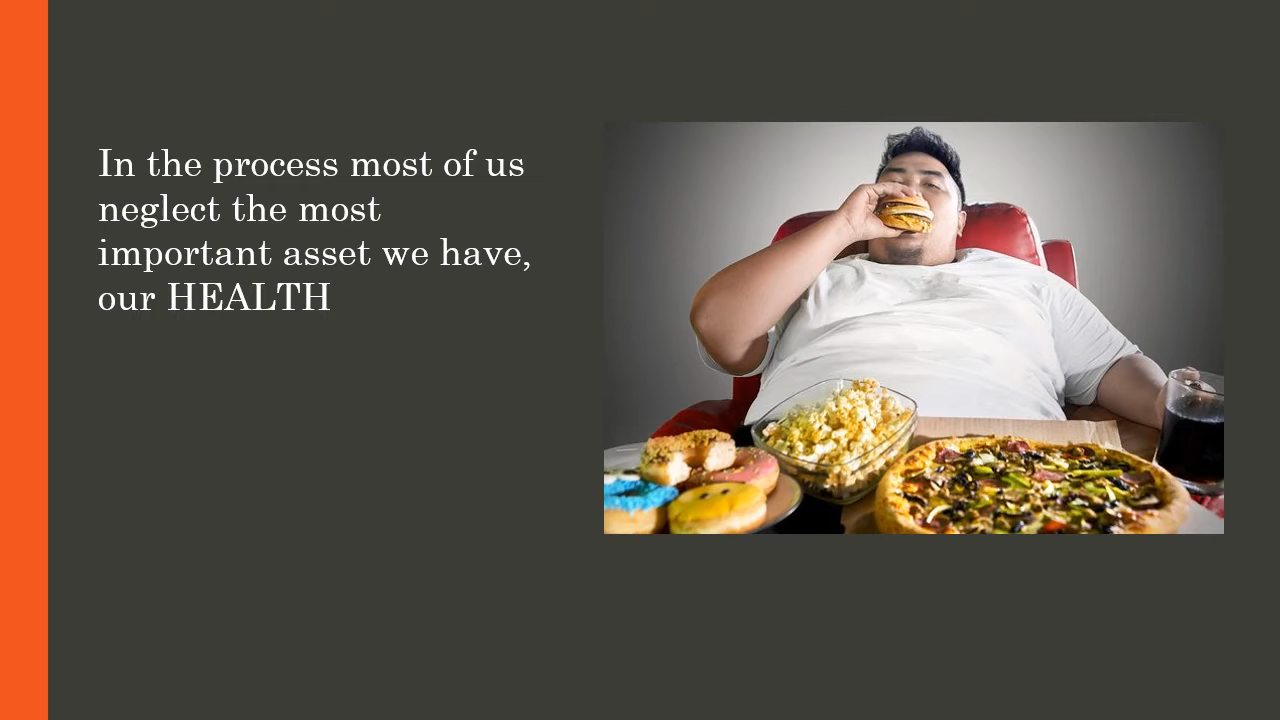 In the process most of us
neglect the most
important asset we have,
our HEALTH